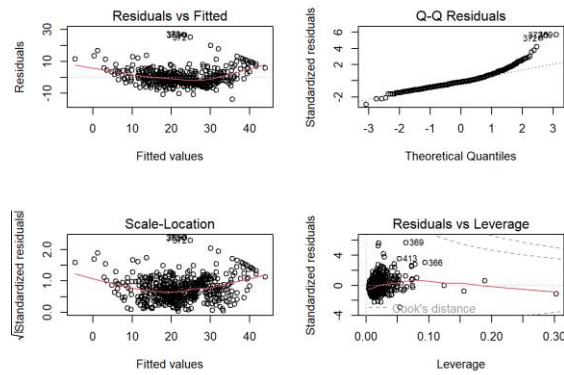 Residuals vs Fitted
Residuals
30
10
-10
0 10 20 30 40
Fitted values
Q-Q Residuals
Standardized residuals
6
2
-2
-3 -2 -1 0 1 2 3
Theoretical Quantiles
Scale-Location
√|Standardized residuals|
2.0
1.0
0.0
0 10 20 30 40
Fitted values
Residuals vs Leverage
Standardized residuals
4
0
-4
369
413
366
Cook's distance
0.00 0.10 0.20 0.30
Leverage